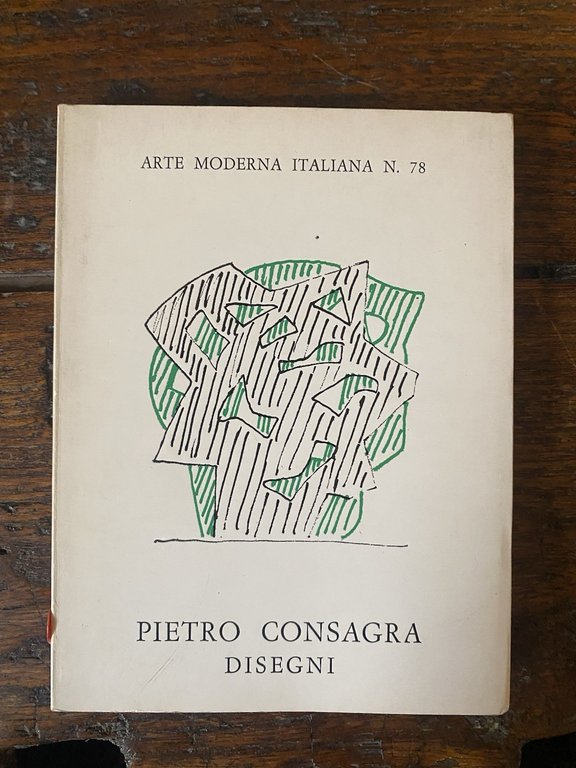 ARTE MODERNA ITALIANA N. 78
PIETRO CONSAGRA
DISEGNI